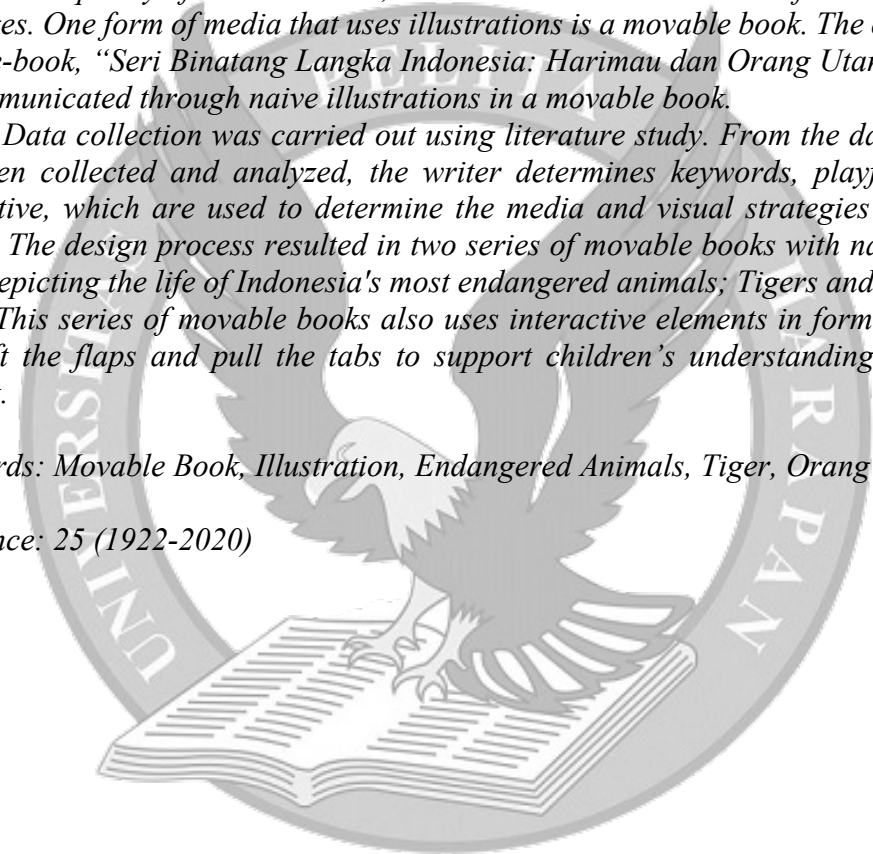 es. One form of media that uses illustrations is a movable book. The
e-book, “Seri Binatang Langka Indonesia: Harimau dan Orang Utan
municated through naive illustrations in a movable book.
Data collection was carried out using literature study. From the da
en collected and analyzed, the writer determines keywords, playf
tive, which are used to determine the media and visual strategies
The design process resulted in two series of movable books with na
epicting the life of Indonesia's most endangered animals; Tigers and
This series of movable books also uses interactive elements in form
ft the flaps and pull the tabs to support children’s understanding
rds: Movable Book, Illustration, Endangered Animals, Tiger, Orang
nce: 25 (1922-2020)
UNIVERSITAS PELITA HARAPAN